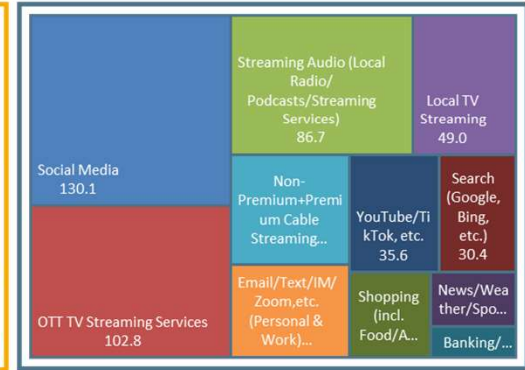 Social Media
130.1
OTT TV Streaming Services
102.8
Streaming Audio (Local
Radio/
Podcasts/Streaming
Services)
86.7
Local TV
Streaming
49.0
Non-
Premium+Premi
um Cable
Streaming...
YouTube/Ti
kTok, etc.
35.6
Search
(Google,
Bing,
etc.)
30.4
Email/Text/IM/
Zoom,etc.
(Personal &
Work)...
Shopping
(incl.
Food/A...
News/Wea
ther/Spo...
Banking/...